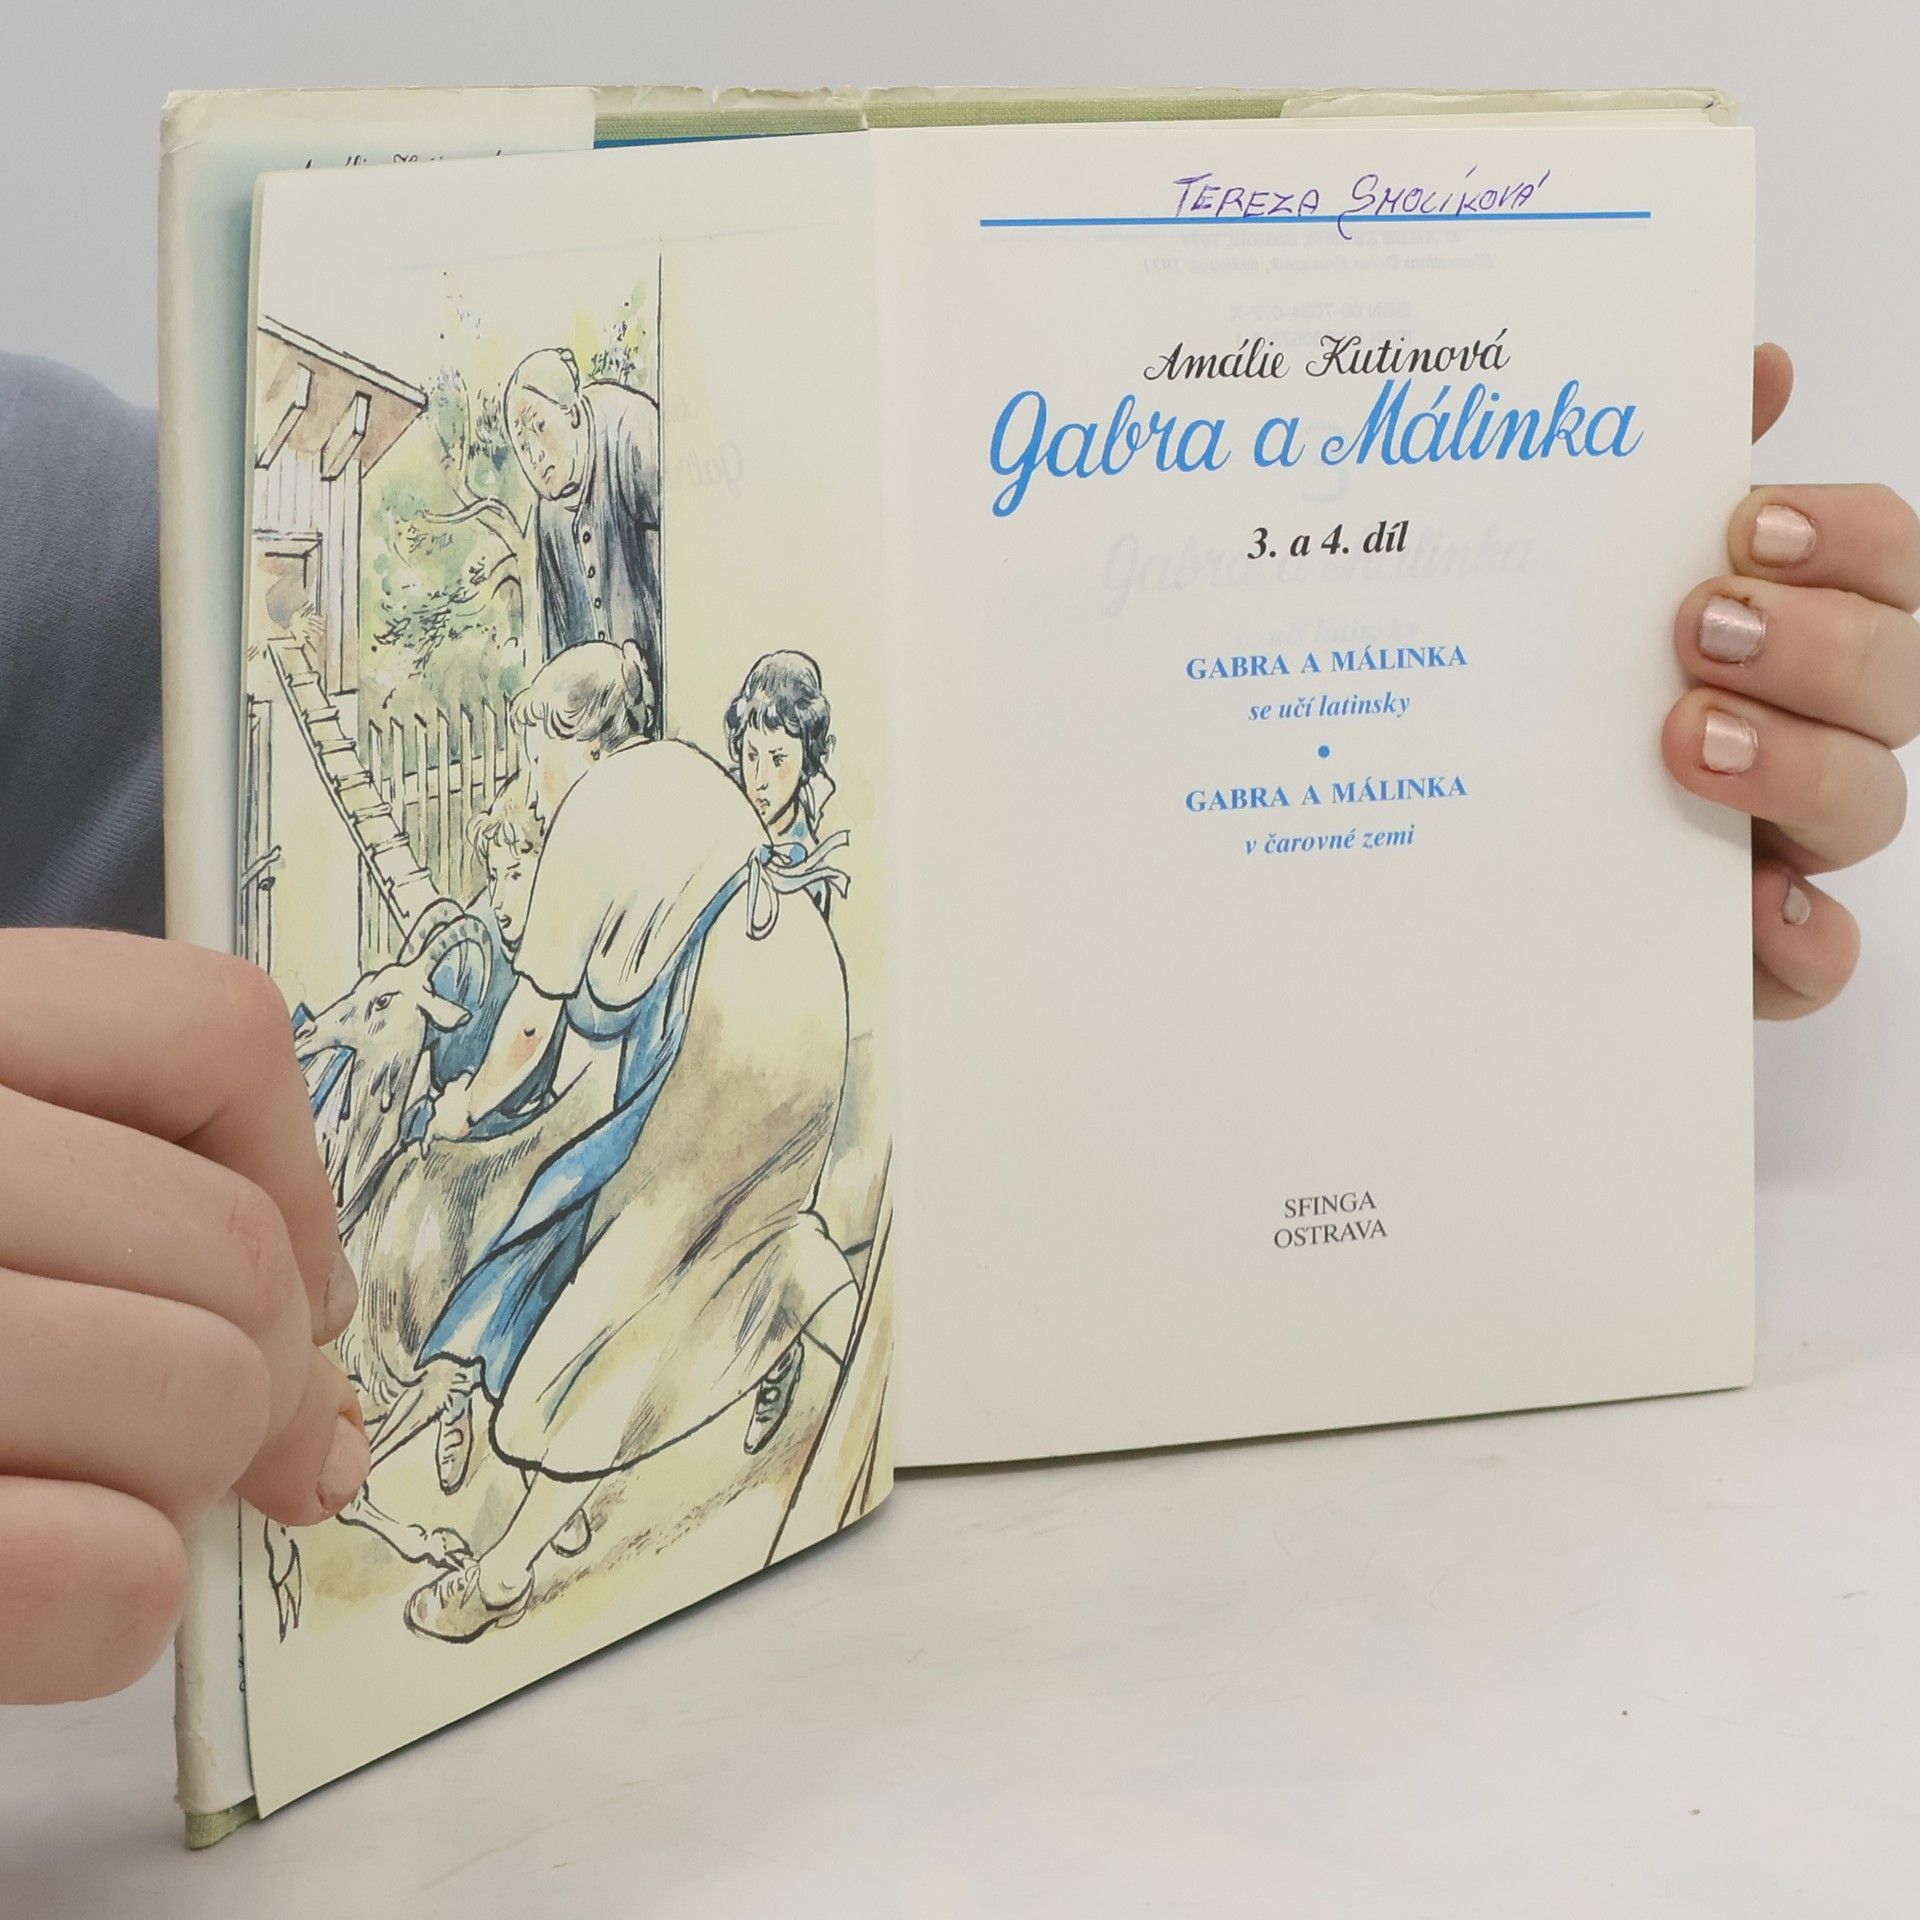 TEREZA SMOLÍKOVÁ
Amálie Kutinová
Gabra a Málinka
3. a 4. díl
GABRA A MÁLINKA
se učí latinsky
•
GABRA A MÁLINKA
v čarovné zemi
SFINGA
OSTRAVA